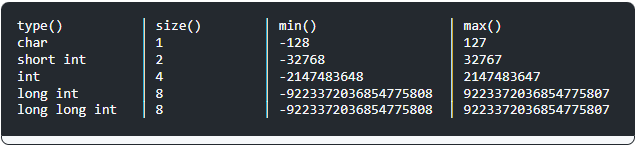 type() | size() | min() | max()
char | 1 | -128 | 127
short int | 2 | -32768 | 32767
int | 4 | -2147483648 | 2147483647
long int | 8 | -9223372036854775808 | 9223372036854775807
long long int | 8 | -9223372036854775808 | 9223372036854775807